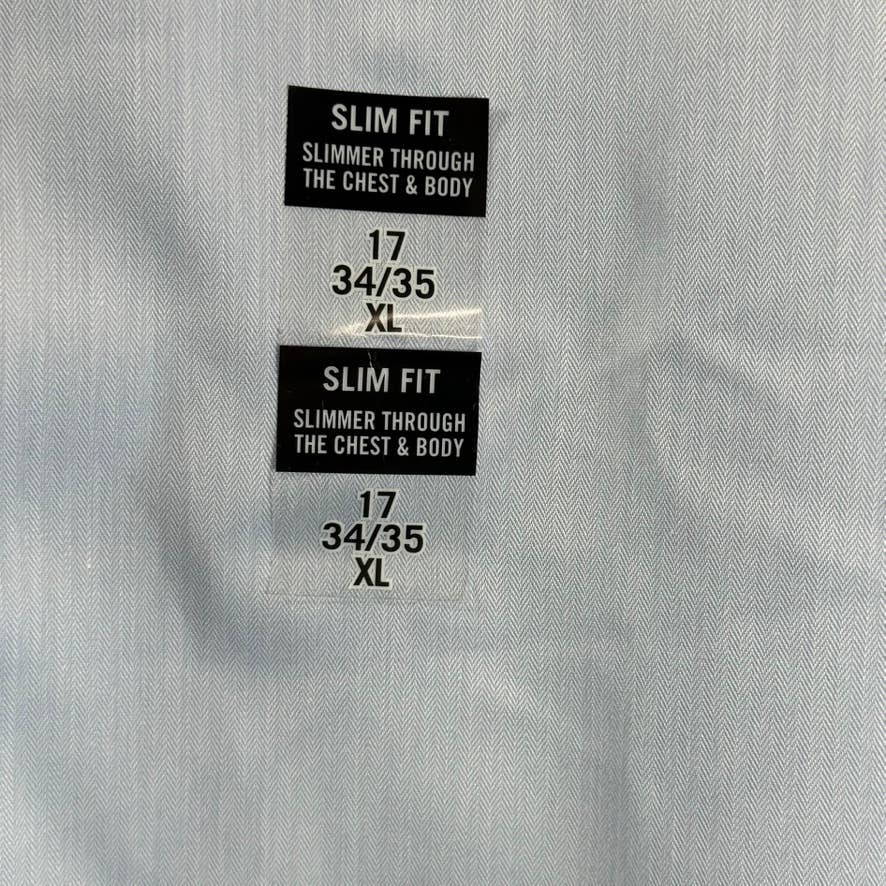 SLIM FIT
SLIMMER THROUGH
THE CHEST & BODY
17
34/35
XL
SLIM FIT
SLIMMER THROUGH
THE CHEST & BODY
17
34/35
XL